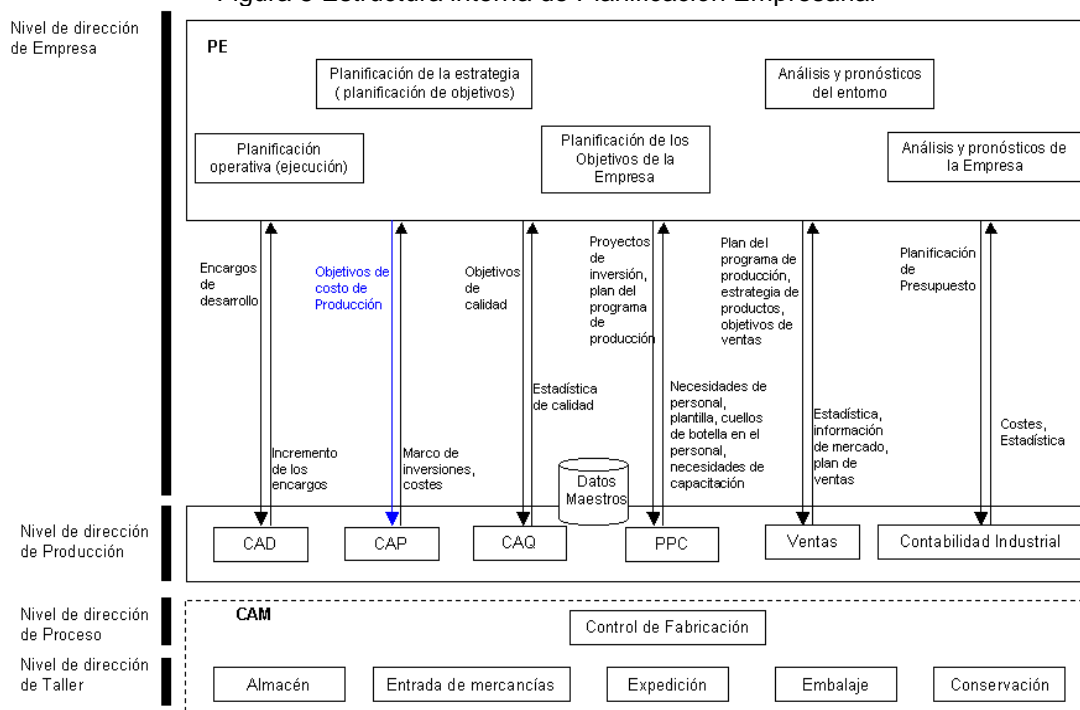 Figura 3 Estructura interna de Planificación Empresarial
Nivel de dirección
de Empresa
PE
Planificación de la estrategia
( planificación de objetivos)
Análisis y pronósticos
del entorno
Planificación
operativa (ejecución)
Planificación de los
Objetivos de la
Empresa
Análisis y pronósticos de
la Empresa
Encargos
de
desarrollo
Objetivos de
costo de
Producción
Objetivos
de
calidad
Proyectos
de
inversión,
plan del
programa
de
producción
Plan del
programa de
producción,
estrategia de
productos,
objetivos de
ventas
Planificación
de
Presupuesto
Incremento
de los
encargos
Marco de
inversiones,
costes
Estadística
de calidad
Necesidades de
personal,
plantilla, cuellos
de botella en el
personal,
necesidades de
capacitación
Estadística,
información
de mercado,
plan de
ventas
Costes,
Estadística
Datos
Maestros
Nivel de dirección
de Producción
CAD
CAP
CAQ
PPC
Ventas
Contabilidad Industrial
Nivel de dirección
de Proceso
CAM
Control de Fabricación
Nivel de dirección
de Taller
Almacén
Entrada de mercancías
Expedición
Embalaje
Conservación